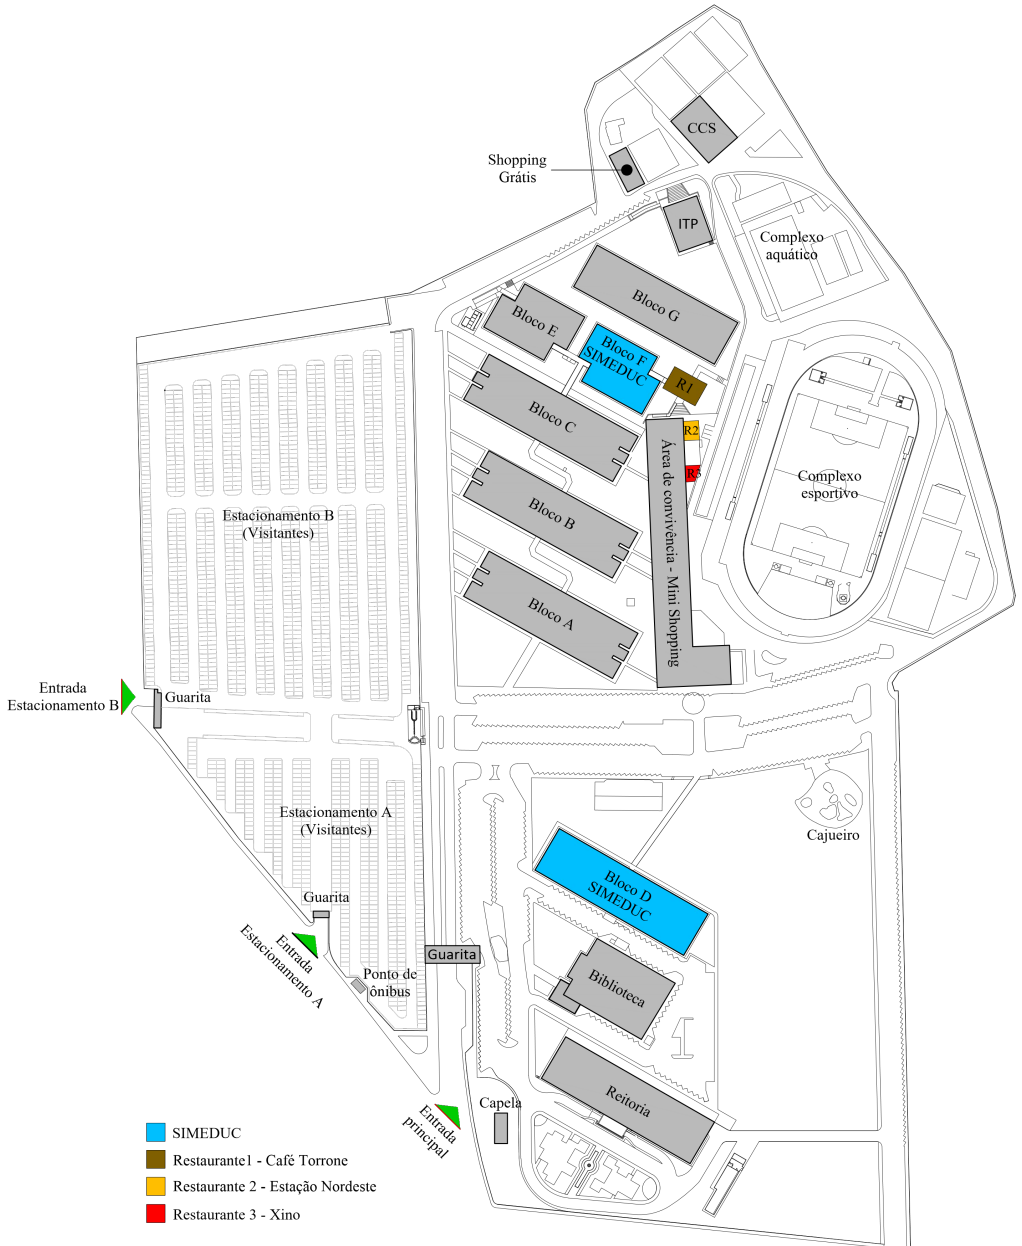 CCS
Shopping
Grátis
ITP
Complexo
aquático
Bloco G
Bloco E
Bloco F
SIMEDUC
R1
Bloco C
R2
Área de convivência - Mini Shopping
R3
Complexo
esportivo
Estacionamento B
(Visitantes)
Bloco B
Bloco A
Entrada
Estacionamento B
Guarita
Estacionamento A
(Visitantes)
Cajueiro
Bloco D
SIMEDUC
Guarita
Entrada
Estacionamento A
Guarita
Ponto de
ônibus
Biblioteca
Reitoria
Capela
Entrada
principal
SIMEDUC
Restaurante1 - Café Torrone
Restaurante 2 - Estação Nordeste
Restaurante 3 - Xino